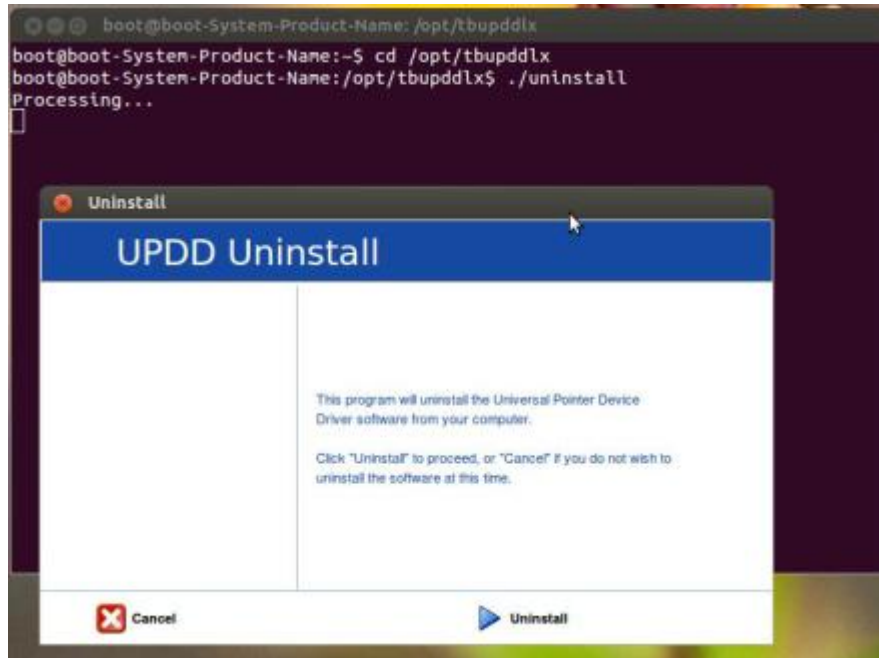 boot@boot-System-Product-Name: /opt/tbupddlx
boot@boot-System-Product-Name:~$ cd /opt/tbupddlx
boot@boot-System-Product-Name:/opt/tbupddlx$ ./uninstall
Processing...
Uninstall
UPDD Uninstall
This program will uninstall the Universal Pointer Device
Driver software from your computer.
Click "Uninstall" to proceed, or "Cancel" if you do not wish to
uninstall the software at this time.
Cancel
Uninstall